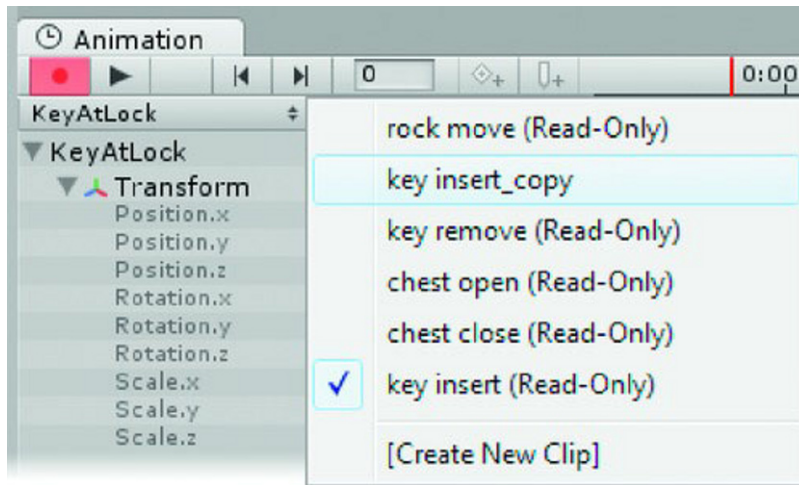 Animation
0
0:00
KeyAtLock
KeyAtLock
Transform
Position.x
Position.y
Position.z
Rotation.x
Rotation.y
Rotation.z
Scale.x
Scale.y
Scale.z
rock move (Read-Only)
key insert_copy
key remove (Read-Only)
chest open (Read-Only)
chest close (Read-Only)
key insert (Read-Only)
[Create New Clip]